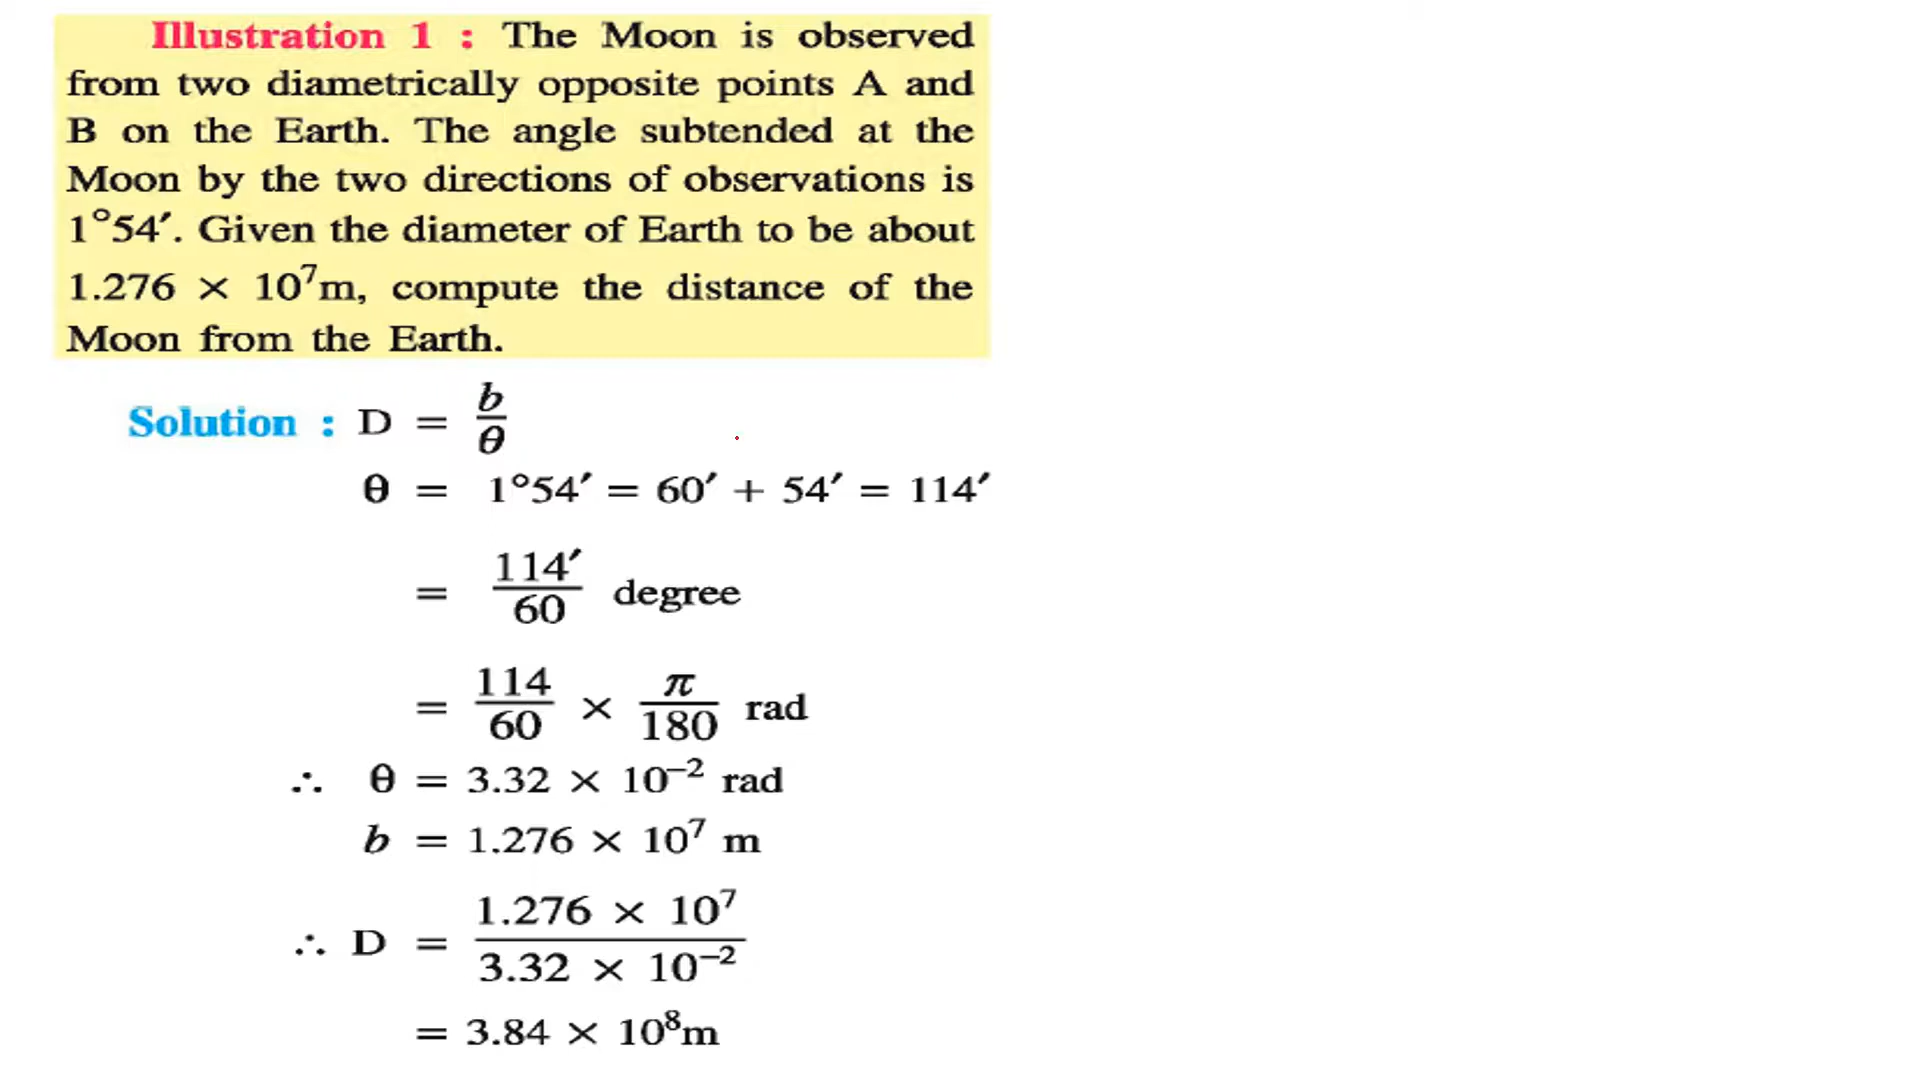 Illustration 1 : The Moon is observed
from two diametrically opposite points A and
B on the Earth. The angle subtended at the
Moon by the two directions of observations is
1°54′. Given the diameter of Earth to be about
1.276 × 10⁷m, compute the distance of the
Moon from the Earth.
Solution : D = b/θ
θ = 1°54′ = 60′ + 54′ = 114′
= 114′/60 degree
= 114/60 × π/180 rad
∴ θ = 3.32 × 10⁻² rad
b = 1.276 × 10⁷ m
∴ D = 1.276 × 10⁷ / 3.32 × 10⁻²
= 3.84 × 10⁸m